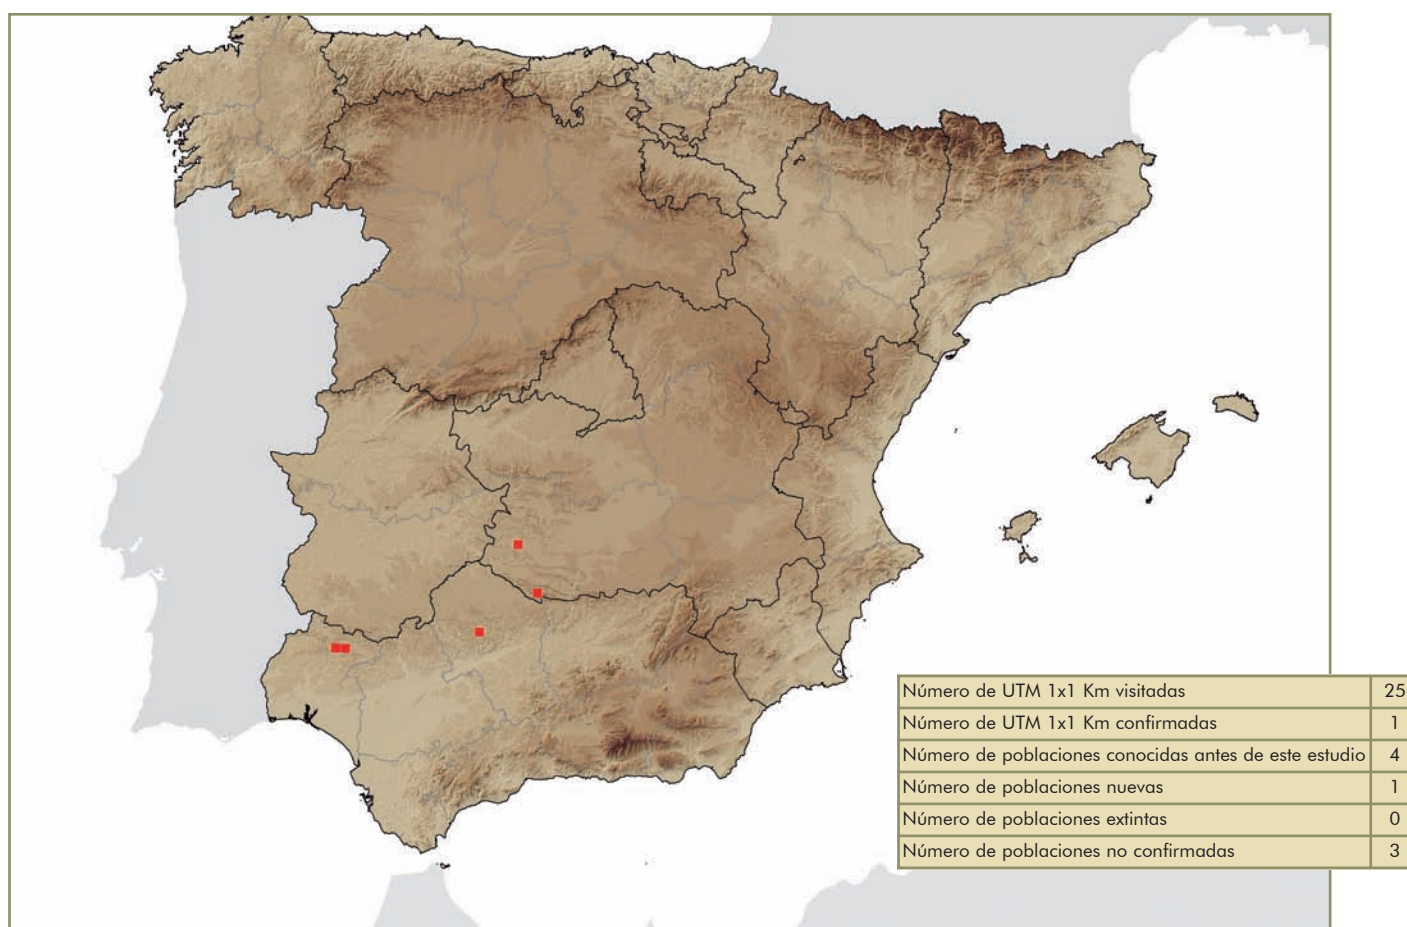 Número de UTM 1x1 Km visitadas 25
Número de UTM 1x1 Km confirmadas 1
Número de poblaciones conocidas antes de este estudio 4
Número de poblaciones nuevas 1
Número de poblaciones extintas 0
Número de poblaciones no confirmadas 3